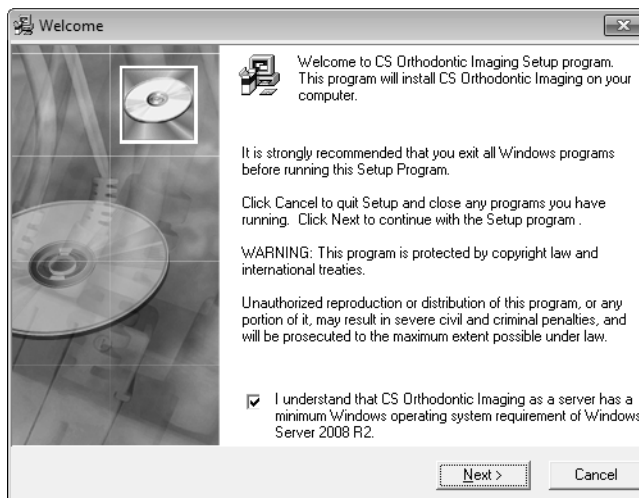 Welcome
Welcome to CS Orthodontic Imaging Setup program.
This program will install CS Orthodontic Imaging on your
computer.
It is strongly recommended that you exit all Windows programs
before running this Setup Program.
Click Cancel to quit Setup and close any programs you have
running. Click Next to continue with the Setup program .
WARNING: This program is protected by copyright law and
international treaties.
Unauthorized reproduction or distribution of this program, or any
portion of it, may result in severe civil and criminal penalties, and
will be prosecuted to the maximum extent possible under law.
I understand that CS Orthodontic Imaging as a server has a
minimum Windows operating system requirement of Windows
Server 2008 R2.
Next >
Cancel